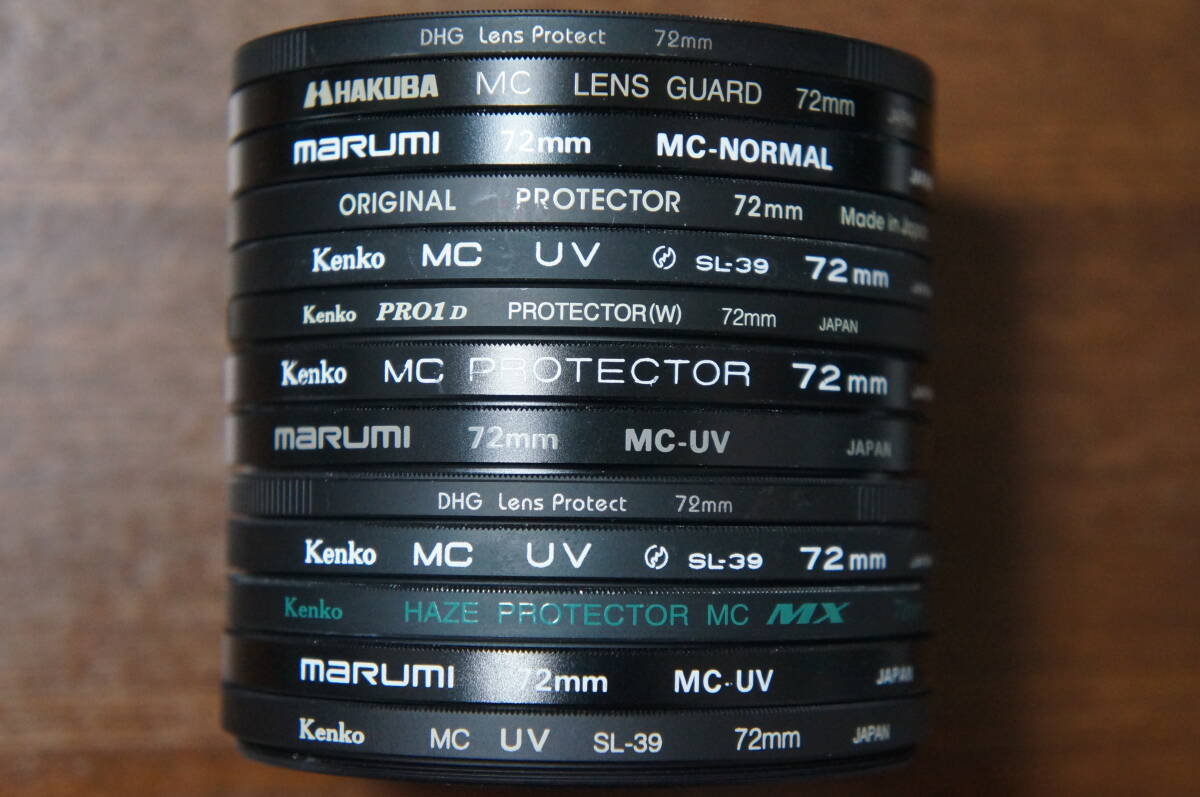 DHG Lens Protect 72mm
HAKUBA MC LENS GUARD 72mm JAPAN
marumi 72mm MC-NORMAL
ORIGINAL PROTECTOR 72mm Made in Japan
Kenko MC UV SL-39 72mm
Kenko PRO1D PROTECTOR(W) 72mm JAPAN
Kenko MC PROTECTOR 72mm
marumi 72mm MC-UV JAPAN
DHG Lens Protect 72mm
Kenko MC UV SL-39 72mm
Kenko HAZE PROTECTOR MC MX
marumi 72mm MC-UV JAPAN
Kenko MC UV SL-39 72mm JAPAN